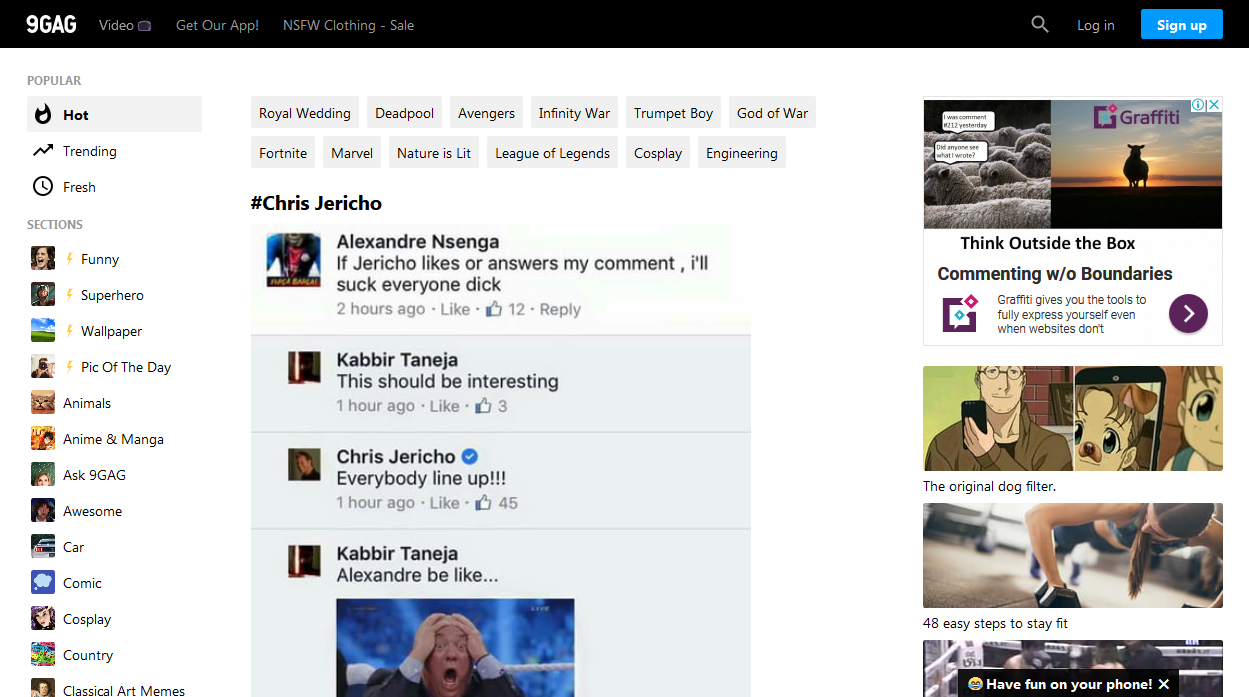 9GAG Video Get Our App! NSFW Clothing - Sale Log in Sign up
POPULAR
Hot
Trending
Fresh
SECTIONS
Funny
Superhero
Wallpaper
Pic Of The Day
Animals
Anime & Manga
Ask 9GAG
Awesome
Car
Comic
Cosplay
Country
Classical Art Memes
Royal Wedding Deadpool Avengers Infinity War Trumpet Boy God of War
Fortnite Marvel Nature is Lit League of Legends Cosplay Engineering
#Chris Jericho
Alexandre Nsenga
If Jericho likes or answers my comment , i'll
suck everyone dick
2 hours ago · Like · 12 · Reply
Kabbir Taneja
This should be interesting
1 hour ago · Like · 3
Chris Jericho
Everybody line up!!!
1 hour ago · Like · 45
Kabbir Taneja
Alexandre be like...
I was comment
#212 yesterday
Did anyone see
what I wrote?
Graffiti
Think Outside the Box
Commenting w/o Boundaries
Graffiti gives you the tools to
fully express yourself even
when websites don't
The original dog filter.
48 easy steps to stay fit
Have fun on your phone!